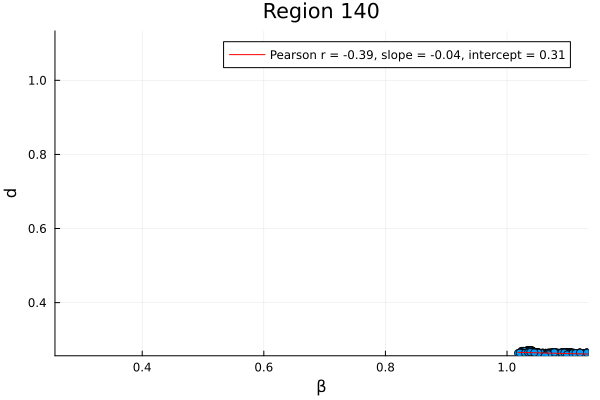 Region 140
Pearson r = -0.39, slope = -0.04, intercept = 0.31
1.0
0.8
d
0.6
0.4
0.4 0.6 0.8 1.0
β